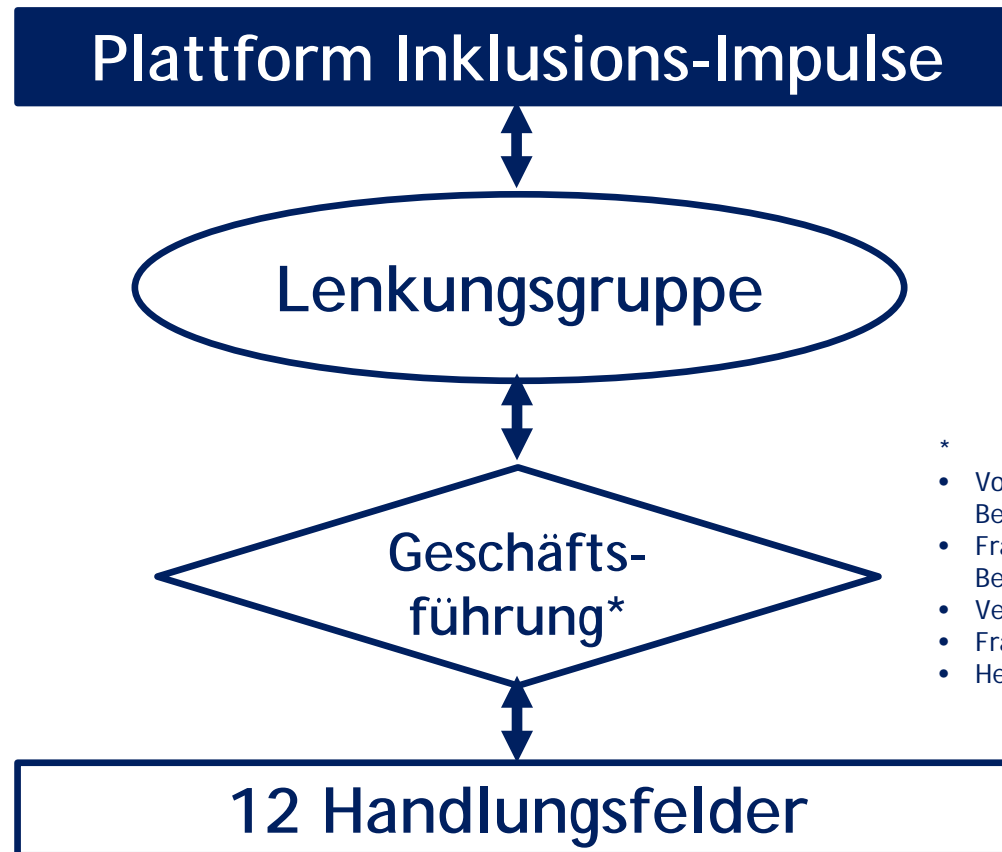 Plattform Inklusions-Impulse
Lenkungsgruppe
Geschäfts-
führung*
12 Handlungsfelder
*
•
•
•
•
•